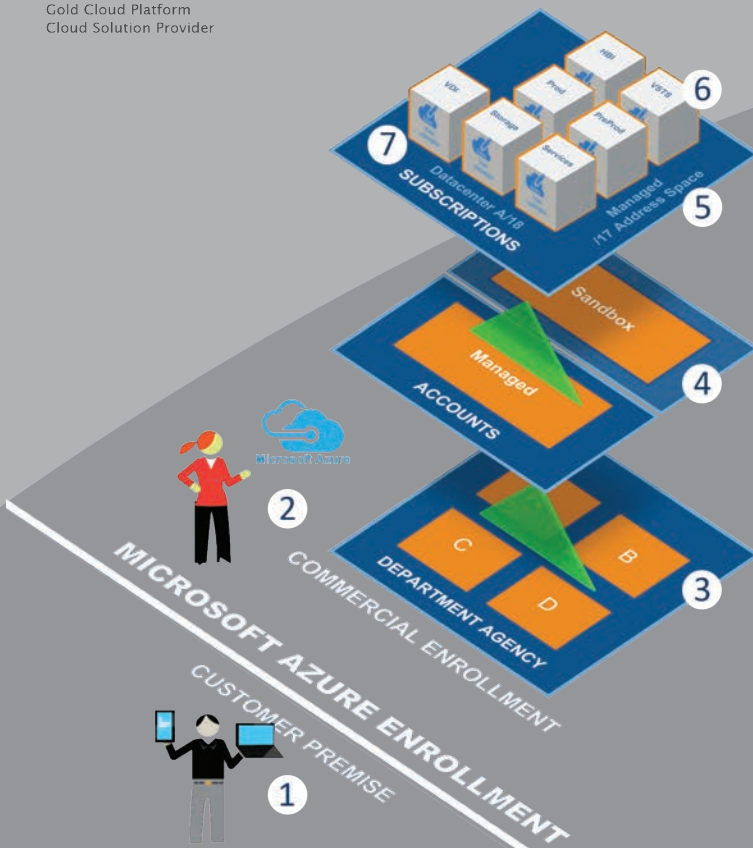 Gold Cloud Platform
Cloud Solution Provider
HBI
6
VDI
Prod
VSTS
Storage
PreProd
7
Services
Datacenter A/18
SUBSCRIPTIONS
Managed
/17 Address Space
5
Sandbox
Managed
4
ACCOUNTS
Microsoft Azure
2
C
B
D
3
DEPARTMENT AGENCY
COMMERCIAL ENROLLMENT
MICROSOFT AZURE ENROLLMENT
CUSTOMER PREMISE
1